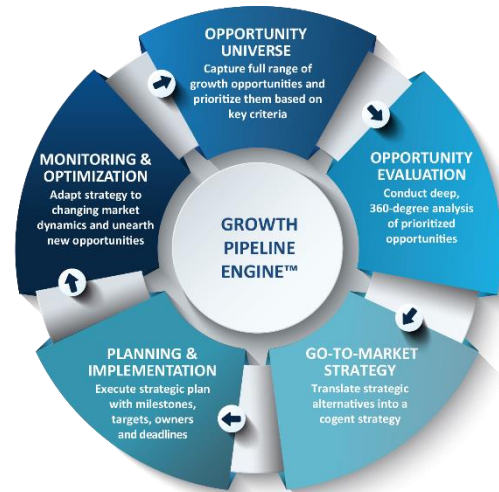 OPPORTUNITY
UNIVERSE
Capture full range of
growth opportunities and
prioritize them based on
key criteria
OPPORTUNITY
EVALUATION
Conduct deep,
360-degree analysis
of prioritized
opportunities
GO-TO-MARKET
STRATEGY
Translate strategic
alternatives into a
cogent strategy
PLANNING &
IMPLEMENTATION
Execute strategic plan
with milestones,
targets, owners
and deadlines
MONITORING &
OPTIMIZATION
Adapt strategy to
changing market
dynamics and unearth
new opportunities
GROWTH
PIPELINE
ENGINE™